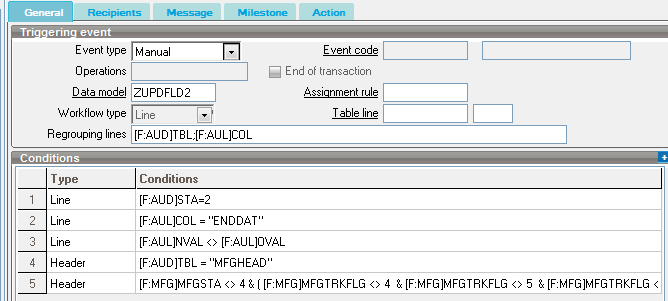 General Recipients Message Milestone Action
Triggering event
Event type Manual Event code
Operations End of transaction
Data model ZUPDFLD2 Assignment rule
Workflow type Line Table line
Regrouping lines [F:AUD]TBL;[F:AUL]COL
Conditions
Type Conditions
1 Line [F:AUD]STA=2
2 Line [F:AUL]COL = "ENDDAT"
3 Line [F:AUL]NVAL <> [F:AUL]OVAL
4 Header [F:AUD]TBL = "MFGHEAD"
5 Header [F:MFG]MFGSTA <> 4 & ( [F:MFG]MFGTRKFLG <> 4 & [F:MFG]MFGTRKFLG <> 5 & [F:MFG]MFGTRKFLG <